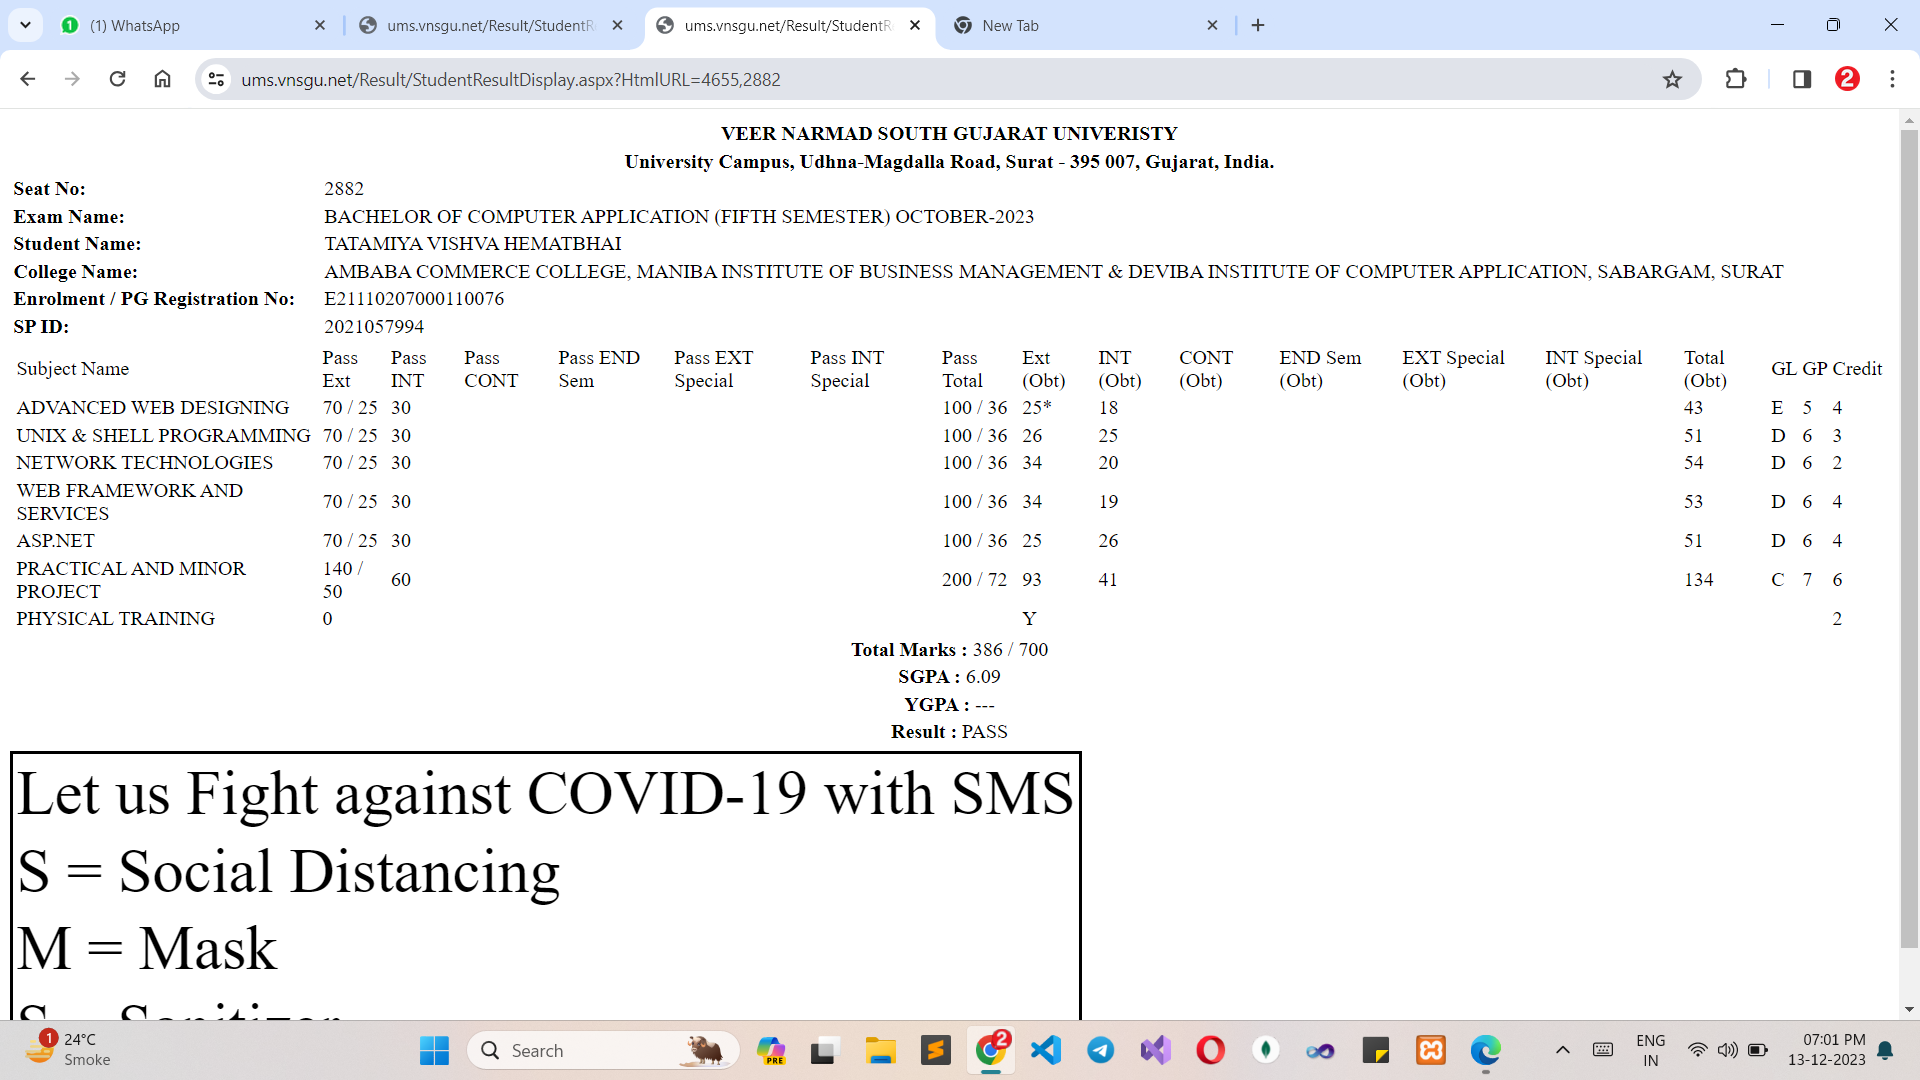 (1) WhatsApp
ums.vnsgu.net/Result/StudentR
ums.vnsgu.net/Result/StudentR
New Tab
ums.vnsgu.net/Result/StudentResultDisplay.aspx?HtmlURL=4655,2882
2
VEER NARMAD SOUTH GUJARAT UNIVERISTY
University Campus, Udhna-Magdalla Road, Surat - 395 007, Gujarat, India.
Seat No: 2882
Exam Name: BACHELOR OF COMPUTER APPLICATION (FIFTH SEMESTER) OCTOBER-2023
Student Name: TATAMIYA VISHVA HEMATBHAI
College Name: AMBABA COMMERCE COLLEGE, MANIBA INSTITUTE OF BUSINESS MANAGEMENT & DEVIBA INSTITUTE OF COMPUTER APPLICATION, SABARGAM, SURAT
Enrolment / PG Registration No: E21110207000110076
SP ID: 2021057994
Subject Name Pass Ext Pass INT Pass CONT Pass END Sem Pass EXT Special Pass INT Special Pass Total Ext (Obt) INT (Obt) CONT (Obt) END Sem (Obt) EXT Special (Obt) INT Special (Obt) Total (Obt) GL GP Credit
ADVANCED WEB DESIGNING 70 / 25 30 100 / 36 25* 18 43 E 5 4
UNIX & SHELL PROGRAMMING 70 / 25 30 100 / 36 26 25 51 D 6 3
NETWORK TECHNOLOGIES 70 / 25 30 100 / 36 34 20 54 D 6 2
WEB FRAMEWORK AND SERVICES 70 / 25 30 100 / 36 34 19 53 D 6 4
ASP.NET 70 / 25 30 100 / 36 25 26 51 D 6 4
PRACTICAL AND MINOR PROJECT 140 / 50 60 200 / 72 93 41 134 C 7 6
PHYSICAL TRAINING 0 Y 2
Total Marks : 386 / 700
SGPA : 6.09
YGPA : ---
Result : PASS
Let us Fight against COVID-19 with SMS
S = Social Distancing
M = Mask
S = Sanitizer
1 24°C
Smoke
Search
PRE
2
ENG
IN
07:01 PM
13-12-2023